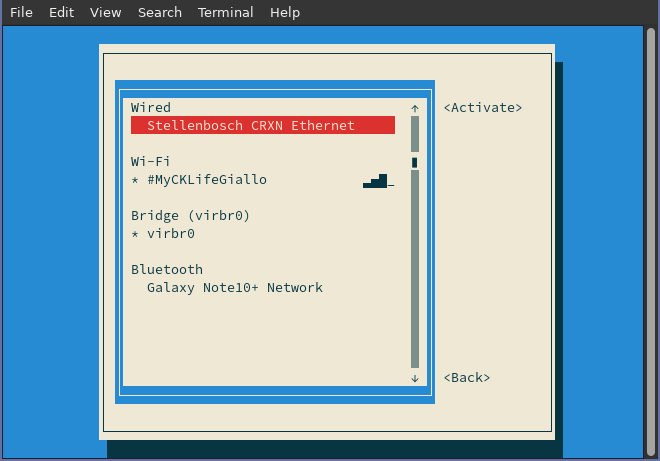 File Edit View Search Terminal Help
Wired
<Activate>
Stellenbosch CRXN Ethernet
Wi-Fi
* #MyCKLifeGiallo
Bridge (virbr0)
* virbr0
Bluetooth
Galaxy Note10+ Network
<Back>